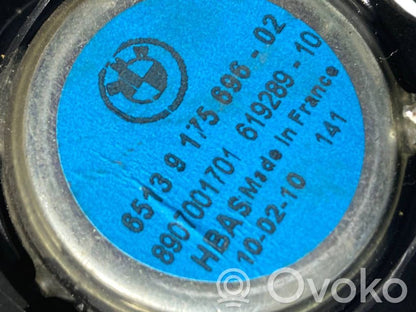 6513 9 175 696 - 02
8907001701 619289 - 10
HBAS Made In France
10-02-10 141
OVOKO